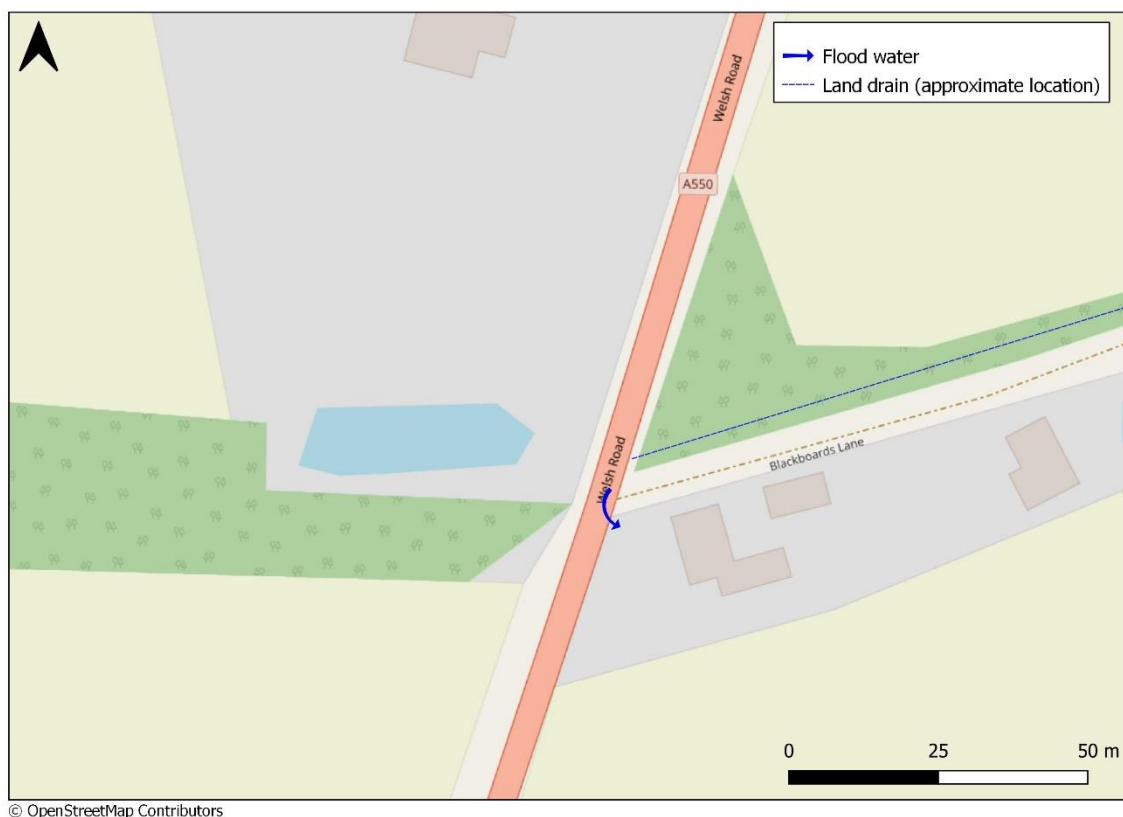 Flood water
Land drain (approximate location)
Welsh Road
A550
Welsh Road
Blackboards Lane
0 25 50 m
© OpenStreetMap Contributors